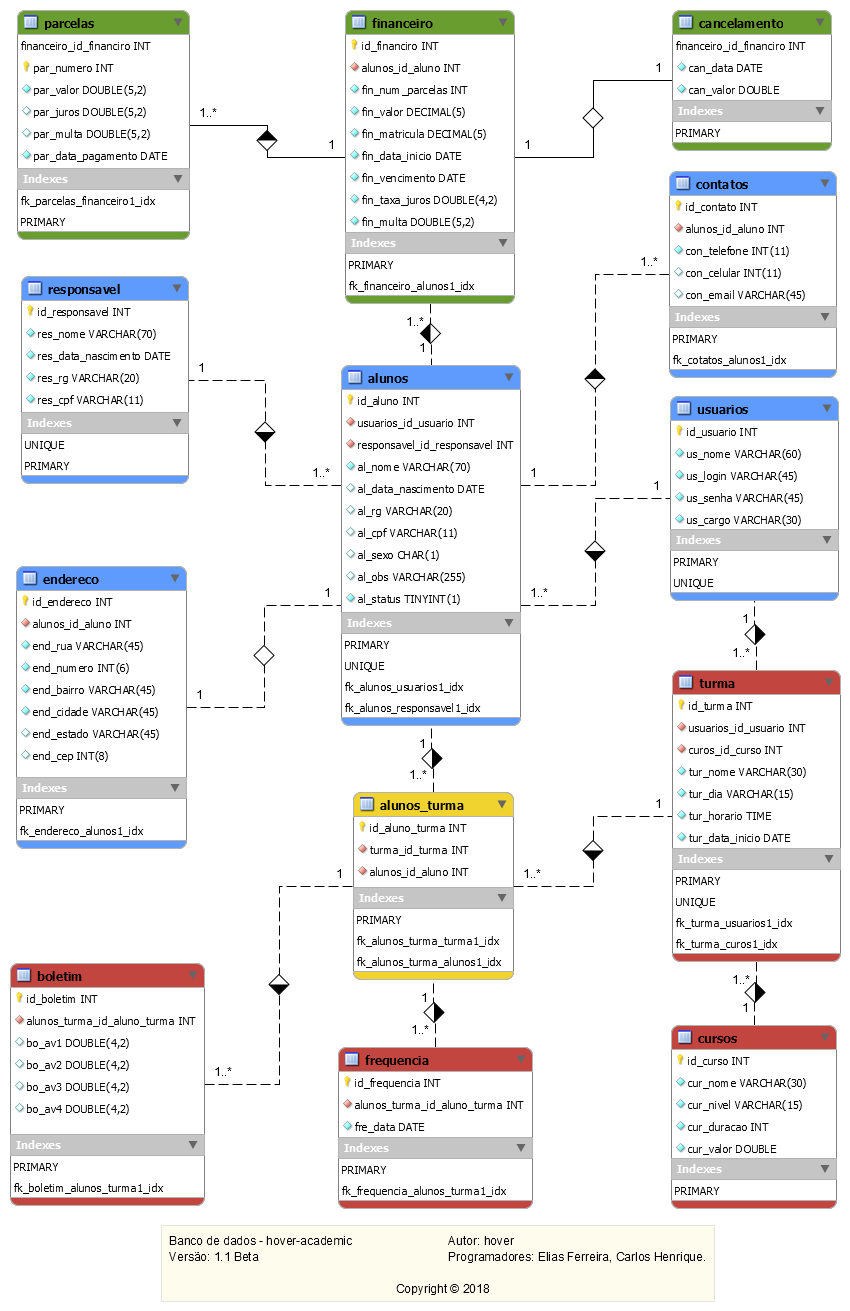 parcelas
financeiro_id_financiro INT
par_numero INT
par_valor DOUBLE(5,2)
par_juros DOUBLE(5,2)
par_multa DOUBLE(5,2)
par_data_pagamento DATE
Indexes
fk_parcelas_financeiro1_idx
PRIMARY
1..*
1
financeiro
id_financiro INT
alunos_id_aluno INT
fin_num_parcelas INT
fin_valor DECIMAL(5)
fin_matricula DECIMAL(5)
fin_data_inicio DATE
fin_vencimento DATE
fin_taxa_juros DOUBLE(4,2)
fin_multa DOUBLE(5,2)
Indexes
PRIMARY
fk_financeiro_alunos1_idx
1
1
cancelamento
financeiro_id_financiro INT
can_data DATE
can_valor DOUBLE
Indexes
PRIMARY
contatos
id_contato INT
alunos_id_aluno INT
con_telefone INT(11)
con_celular INT(11)
con_email VARCHAR(45)
Indexes
PRIMARY
fk_cotatos_alunos1_idx
1..*
1
responsavel
id_responsavel INT
res_nome VARCHAR(70)
res_data_nascimento DATE
res_rg VARCHAR(20)
res_cpf VARCHAR(11)
Indexes
UNIQUE
PRIMARY
1
1..*
1..*
1
alunos
id_aluno INT
usuarios_id_usuario INT
responsavel_id_responsavel INT
al_nome VARCHAR(70)
al_data_nascimento DATE
al_rg VARCHAR(20)
al_cpf VARCHAR(11)
al_sexo CHAR(1)
al_obs VARCHAR(255)
al_status TINYINT(1)
Indexes
PRIMARY
UNIQUE
fk_alunos_usuarios1_idx
fk_alunos_responsavel1_idx
usuarios
id_usuario INT
us_nome VARCHAR(60)
us_login VARCHAR(45)
us_senha VARCHAR(45)
us_cargo VARCHAR(30)
Indexes
PRIMARY
UNIQUE
1
1..*
endereco
id_endereco INT
alunos_id_aluno INT
end_rua VARCHAR(45)
end_numero INT(6)
end_bairro VARCHAR(45)
end_cidade VARCHAR(45)
end_estado VARCHAR(45)
end_cep INT(8)
Indexes
PRIMARY
fk_endereco_alunos1_idx
1
1
1
1..*
turma
id_turma INT
usuarios_id_usuario INT
curos_id_curso INT
tur_nome VARCHAR(30)
tur_dia VARCHAR(15)
tur_horario TIME
tur_data_inicio DATE
Indexes
PRIMARY
UNIQUE
fk_turma_usuarios1_idx
fk_turma_curos1_idx
1
1..*
alunos_turma
id_aluno_turma INT
turma_id_turma INT
alunos_id_aluno INT
Indexes
PRIMARY
fk_alunos_turma_turma1_idx
fk_alunos_turma_alunos1_idx
1
1..*
1
1..*
boletim
id_boletim INT
alunos_turma_id_aluno_turma INT
bo_av1 DOUBLE(4,2)
bo_av2 DOUBLE(4,2)
bo_av3 DOUBLE(4,2)
bo_av4 DOUBLE(4,2)
Indexes
PRIMARY
fk_boletim_alunos_turma1_idx
1
1..*
frequencia
id_frequencia INT
alunos_turma_id_aluno_turma INT
fre_data DATE
Indexes
PRIMARY
fk_frequencia_alunos_turma1_idx
1..*
1
cursos
id_curso INT
cur_nome VARCHAR(30)
cur_nivel VARCHAR(15)
cur_duracao INT
cur_valor DOUBLE
Indexes
PRIMARY
Banco de dados - hover-academic
Autor: hover
Versão: 1.1 Beta
Programadores: Elias Ferreira, Carlos Henrique.
Copyright © 2018